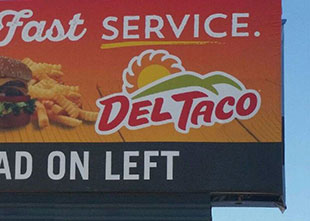 Fast SERVICE.
DEL TACO
AD ON LEFT